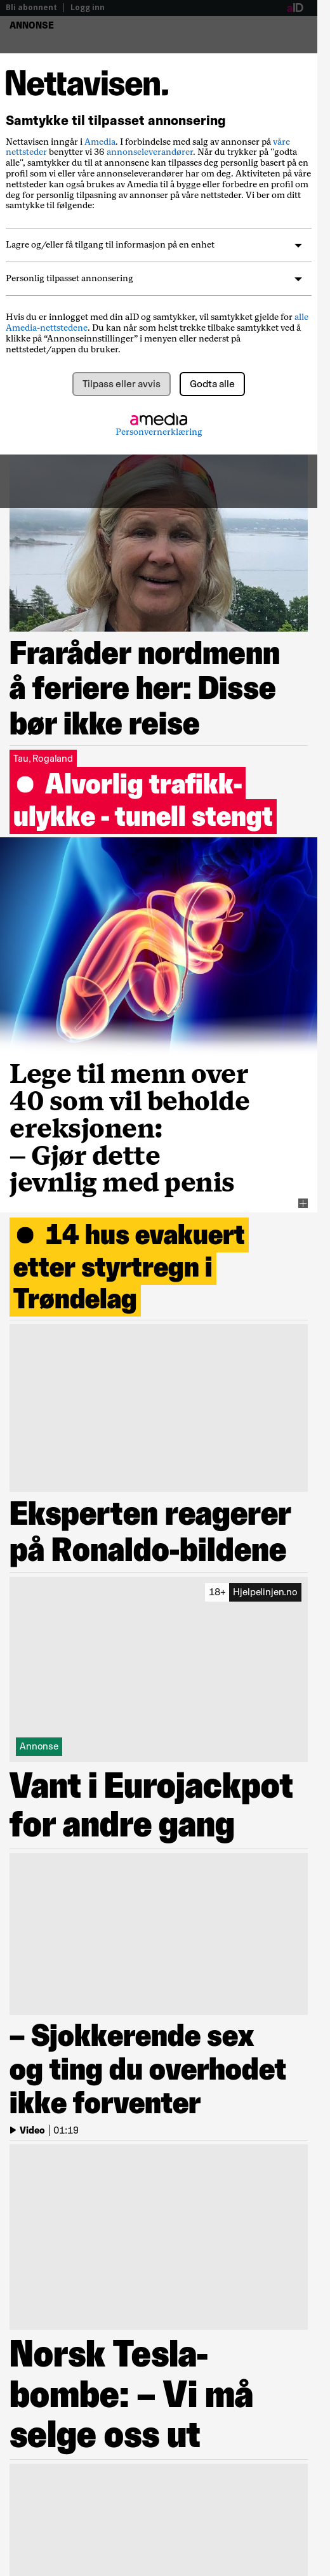 Bli abonnent | Logg inn
aID
ANNONSE
Nettavisen.
Samtykke til tilpasset annonsering
Nettavisen inngår i Amedia. I forbindelse med salg av annonser på våre
nettsteder benytter vi 36 annonseleverandører. Når du trykker på "godta
alle", samtykker du til at annonsene kan tilpasses deg personlig basert på en
profil som vi eller våre annonseleverandører har om deg. Aktiviteten på våre
nettsteder kan også brukes av Amedia til å bygge eller forbedre en profil om
deg for personlig tilpasning av annonser på våre nettsteder. Vi ber om ditt
samtykke til følgende:
Lagre og/eller få tilgang til informasjon på en enhet
Personlig tilpasset annonsering
Hvis du er innlogget med din aID og samtykker, vil samtykket gjelde for alle
Amedia-nettstedene. Du kan når som helst trekke tilbake samtykket ved å
klikke på “Annonseinnstillinger” i menyen eller nederst på
nettstedet/appen du bruker.
Tilpass eller avvis
Godta alle
amedia
Personvernerklæring
Fraråder nordmenn
å feriere her: Disse
bør ikke reise
Tau, Rogaland
Alvorlig trafikk-
ulykke - tunell stengt
Lege til menn over
40 som vil beholde
ereksjonen:
– Gjør dette
jevnlig med penis
14 hus evakuert
etter styrtregn i
Trøndelag
Eksperten reagerer
på Ronaldo-bildene
18+ Hjelpelinjen.no
Annonse
Vant i Eurojackpot
for andre gang
– Sjokkerende sex
og ting du overhodet
ikke forventer
Video | 01:19
Norsk Tesla-
bombe: – Vi må
selge oss ut